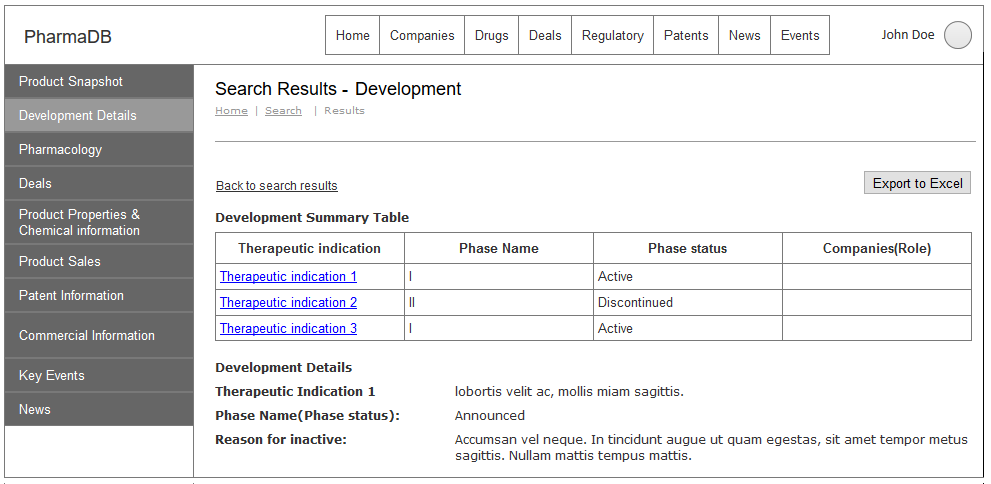 PharmaDB
Home Companies Drugs Deals Regulatory Patents News Events
John Doe
Product Snapshot
Development Details
Pharmacology
Deals
Product Properties &
Chemical information
Product Sales
Patent Information
Commercial Information
Key Events
News
Search Results - Development
Home | Search | Results
Back to search results
Export to Excel
Development Summary Table
Therapeutic indication Phase Name Phase status Companies(Role)
Therapeutic indication 1 I Active
Therapeutic indication 2 II Discontinued
Therapeutic indication 3 I Active
Development Details
Therapeutic Indication 1 lobortis velit ac, mollis miam sagittis.
Phase Name(Phase status): Announced
Reason for inactive: Accumsan vel neque. In tincidunt augue ut quam egestas, sit amet tempor metus
sagittis. Nullam mattis tempus mattis.